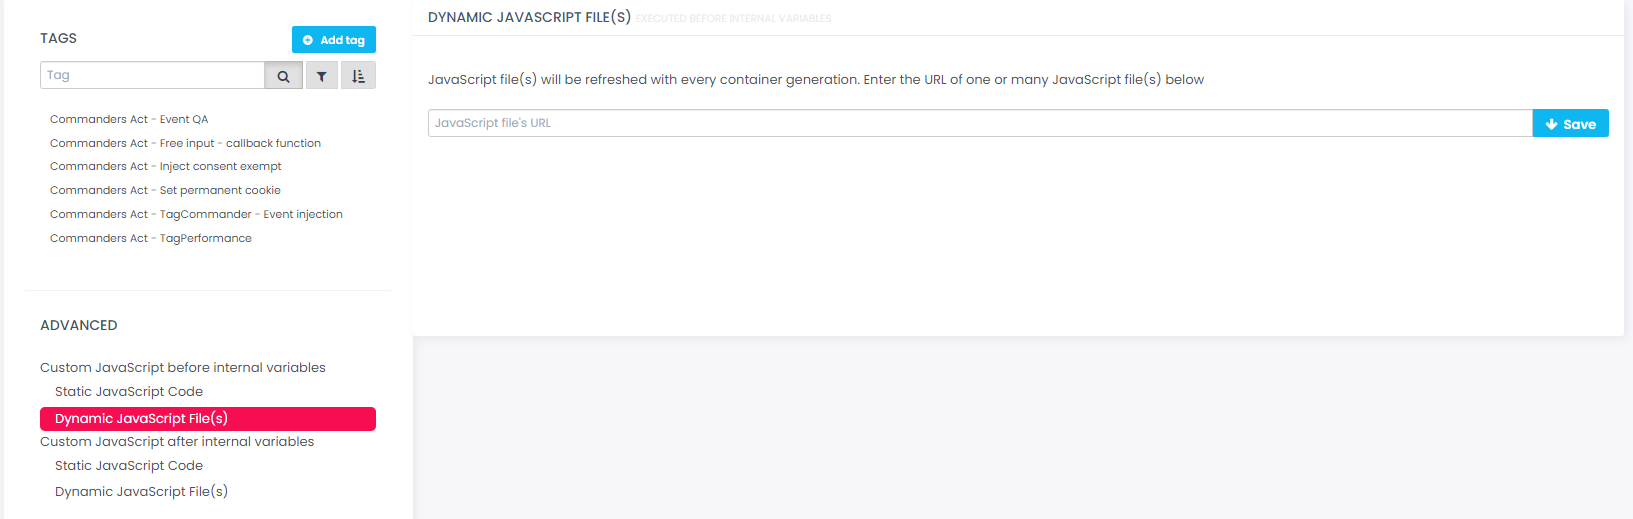 TAGS
Add tag
Tag
Commanders Act - Event QA
Commanders Act - Free input - callback function
Commanders Act - Inject consent exempt
Commanders Act - Set permanent cookie
Commanders Act - TagCommander - Event injection
Commanders Act - TagPerformance
ADVANCED
Custom JavaScript before internal variables
Static JavaScript Code
Dynamic JavaScript File(s)
Custom JavaScript after internal variables
Static JavaScript Code
Dynamic JavaScript File(s)
DYNAMIC JAVASCRIPT FILE(S) EXECUTED BEFORE INTERNAL VARIABLES
JavaScript file(s) will be refreshed with every container generation. Enter the URL of one or many JavaScript file(s) below
JavaScript file's URL
Save